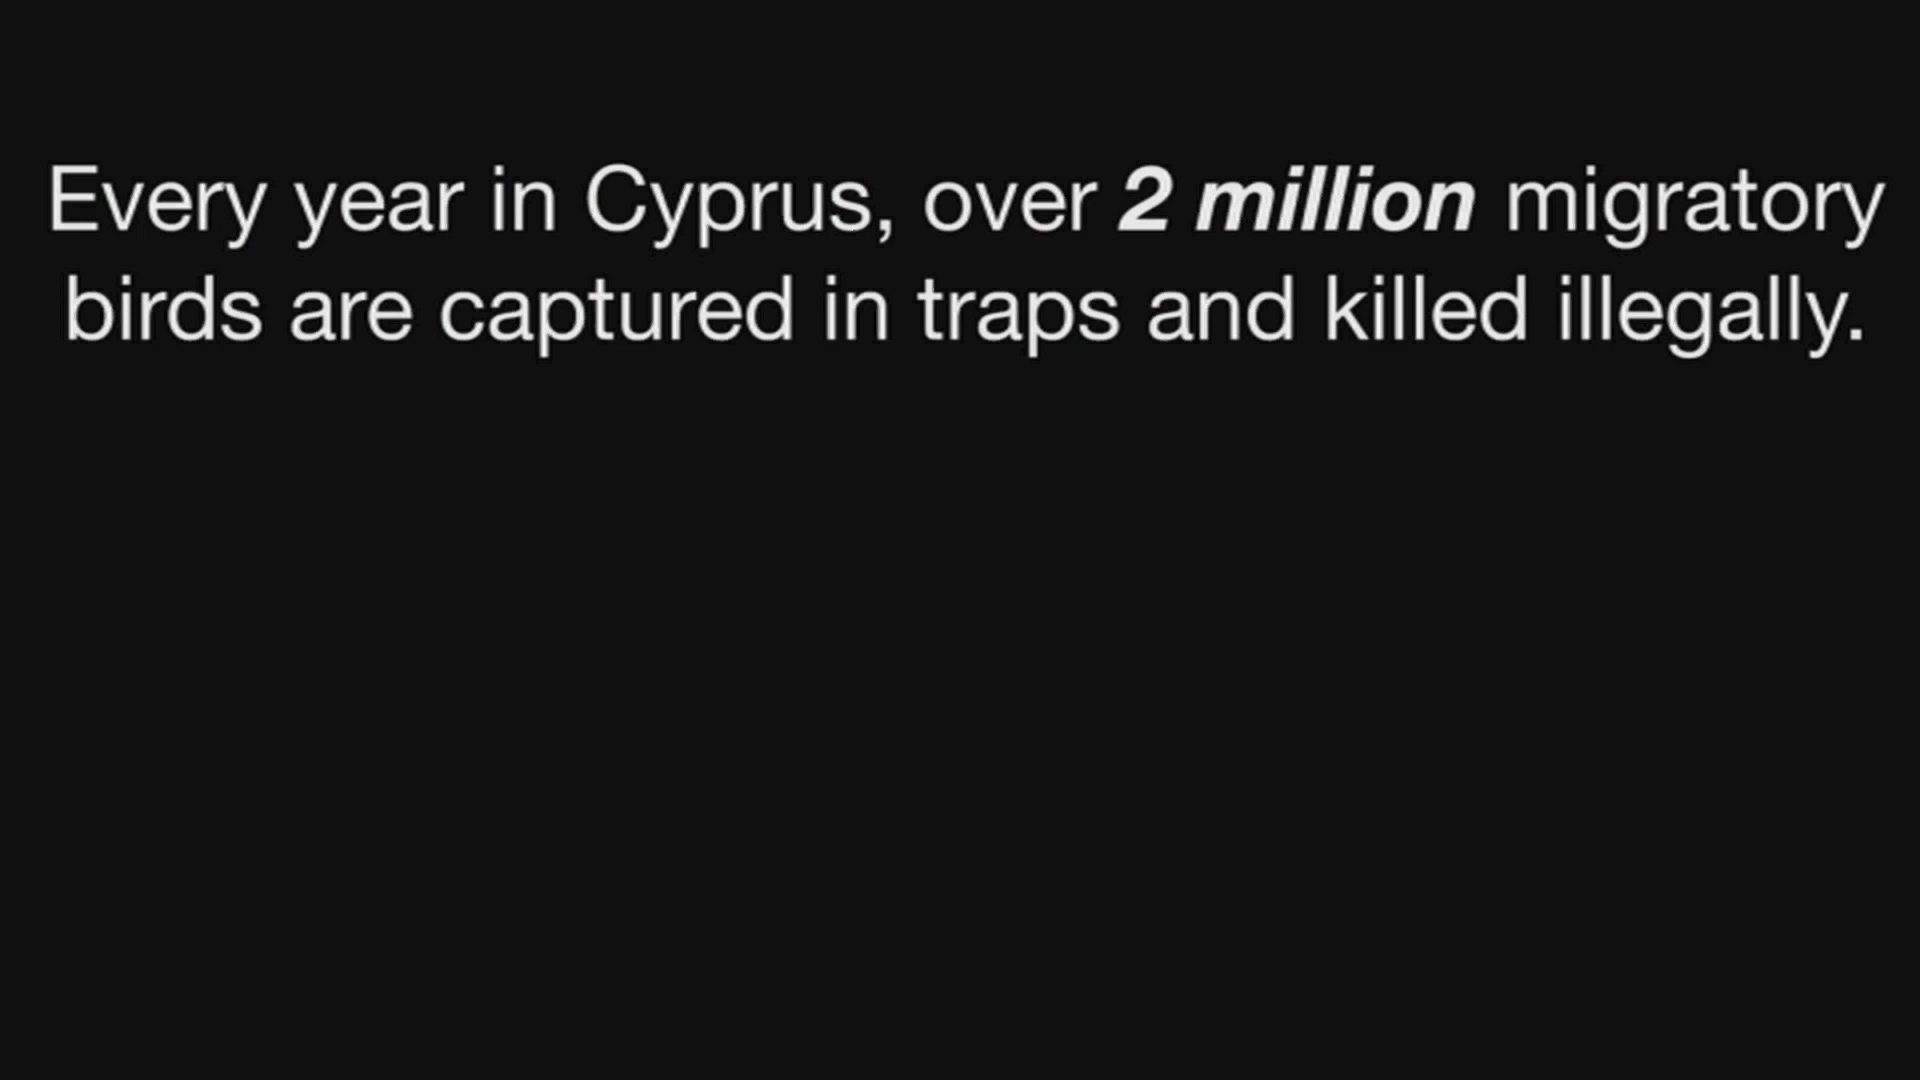 Every year in Cyprus, over 2 million migratory
birds are captured in traps and killed illegally.